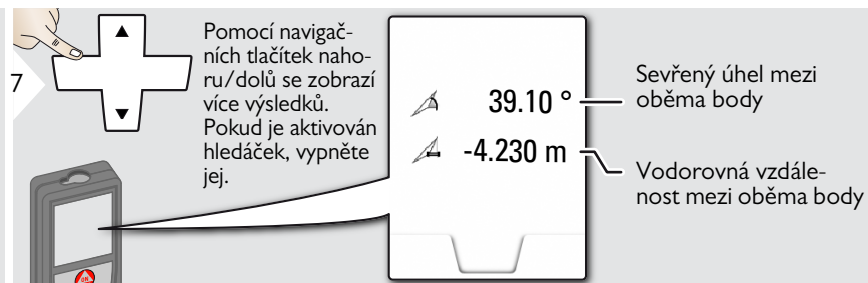 7
Pomocí navigač-
ních tlačítek naho-
ru/dolů se zobrazí
více výsledků.
Pokud je aktivován
hledáček, vypněte
jej.
39.10 °
-4.230 m
Sevřený úhel mezi
oběma body
Vodorovná vzdále-
nost mezi oběma body